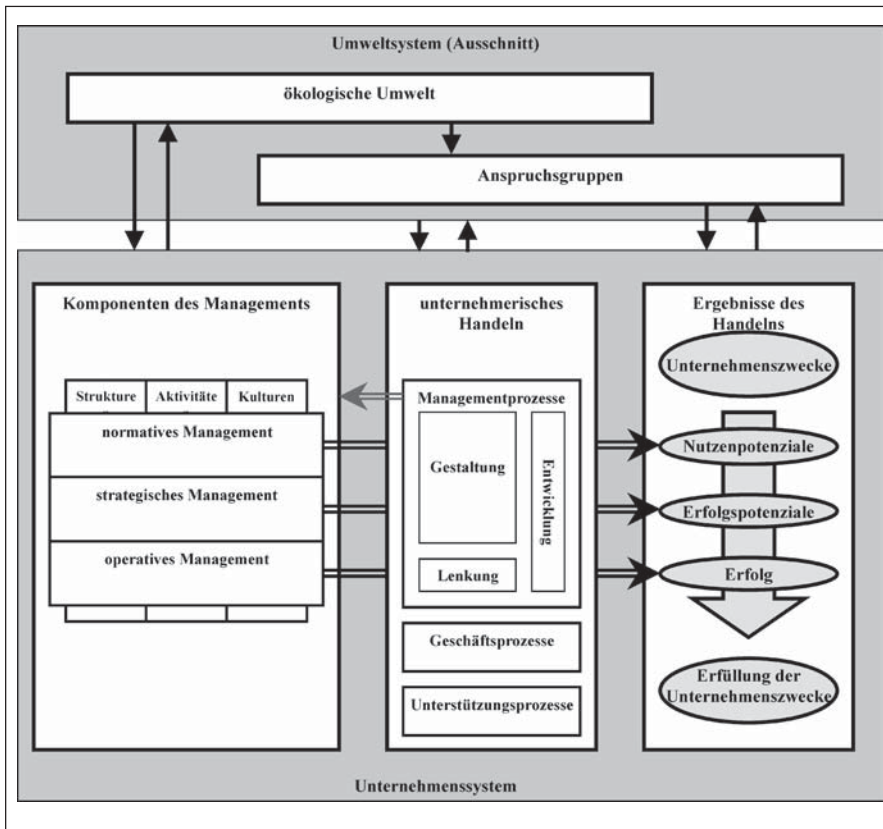 Umweltsystem (Ausschnitt)
ökologische Umwelt
Anspruchsgruppen
Komponenten des Managements
Strukture
Aktivitäte
Kulturen
normatives Management
strategisches Management
operatives Management
unternehmerisches
Handeln
Managementprozesse
Gestaltung
Entwicklung
Lenkung
Geschäftsprozesse
Unterstützungsprozesse
Ergebnisse des
Handelns
Unternehmenszwecke
Nutzenpotenziale
Erfolgspotenziale
Erfolg
Erfüllung der
Unternehmenszwecke
Unternehmenssystem